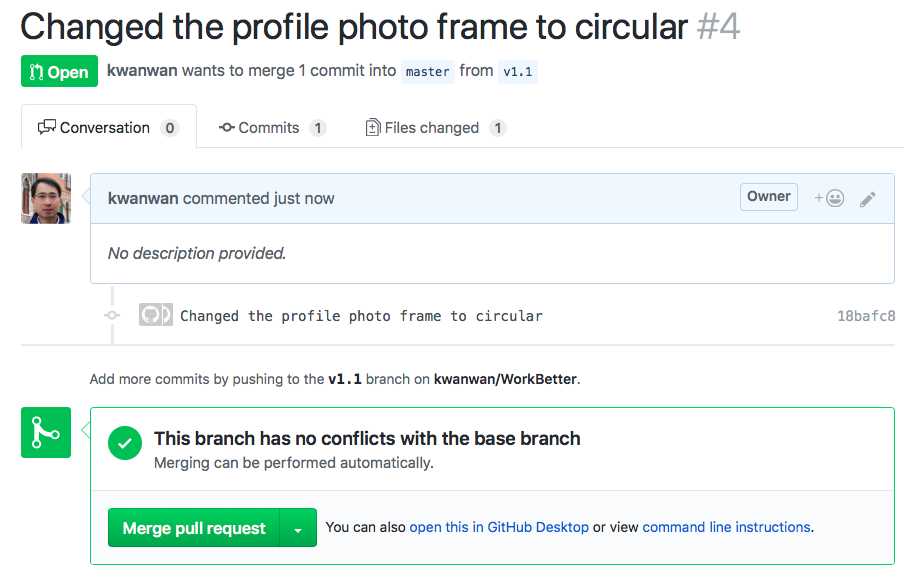 Changed the profile photo frame to circular #4
Open kwanwan wants to merge 1 commit into master from v1.1
Conversation 0 Commits 1 Files changed 1
kwanwan commented just now Owner
No description provided.
Changed the profile photo frame to circular 18bafc8
Add more commits by pushing to the v1.1 branch on kwanwan/WorkBetter.
This branch has no conflicts with the base branch
Merging can be performed automatically.
Merge pull request You can also open this in GitHub Desktop or view command line instructions.